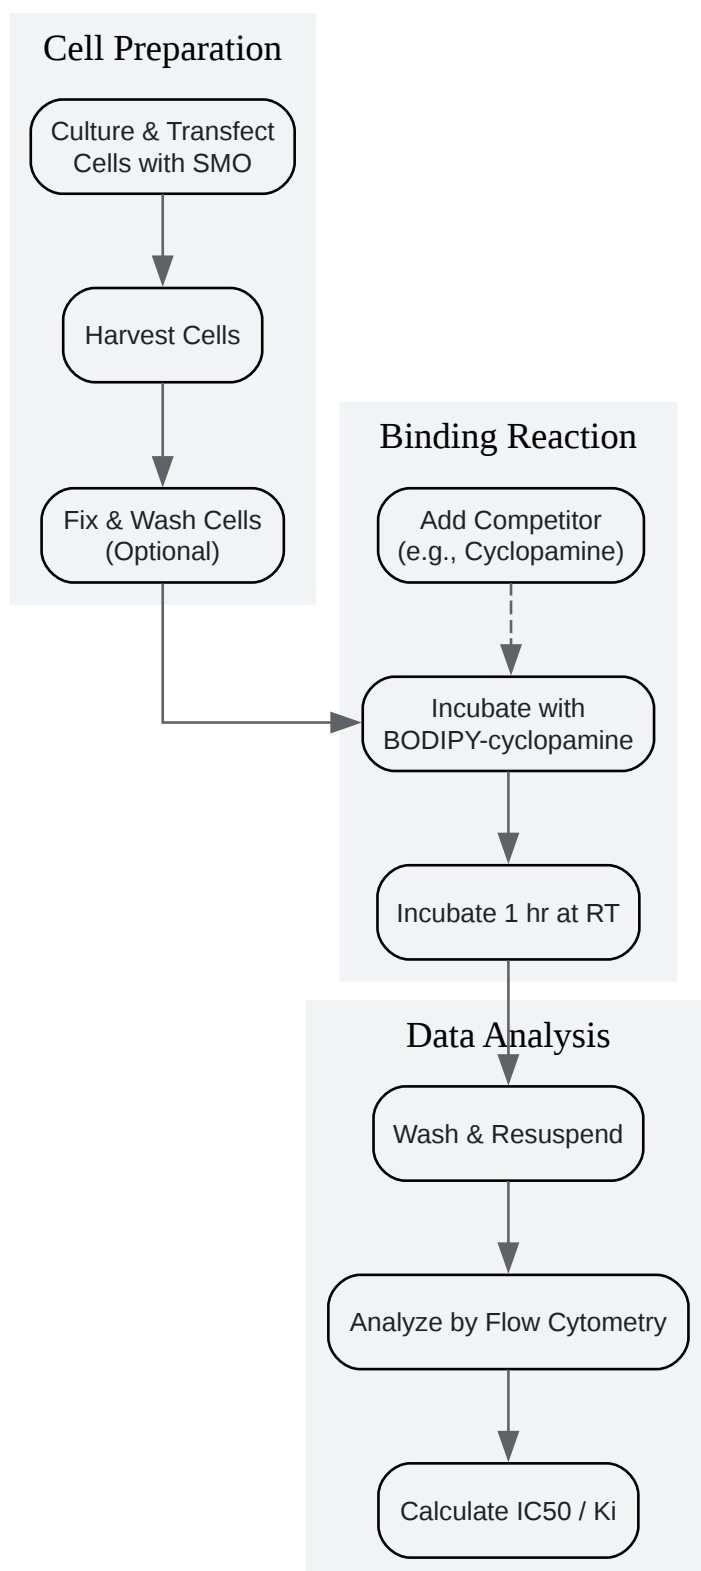 Cell Preparation
Culture & Transfect
Cells with SMO
Harvest Cells
Fix & Wash Cells
(Optional)
Binding Reaction
Add Competitor
(e.g., Cyclopamine)
Incubate with
BODIPY-cyclopamine
Incubate 1 hr at RT
Data Analysis
Wash & Resuspend
Analyze by Flow Cytometry
Calculate IC50 / Ki